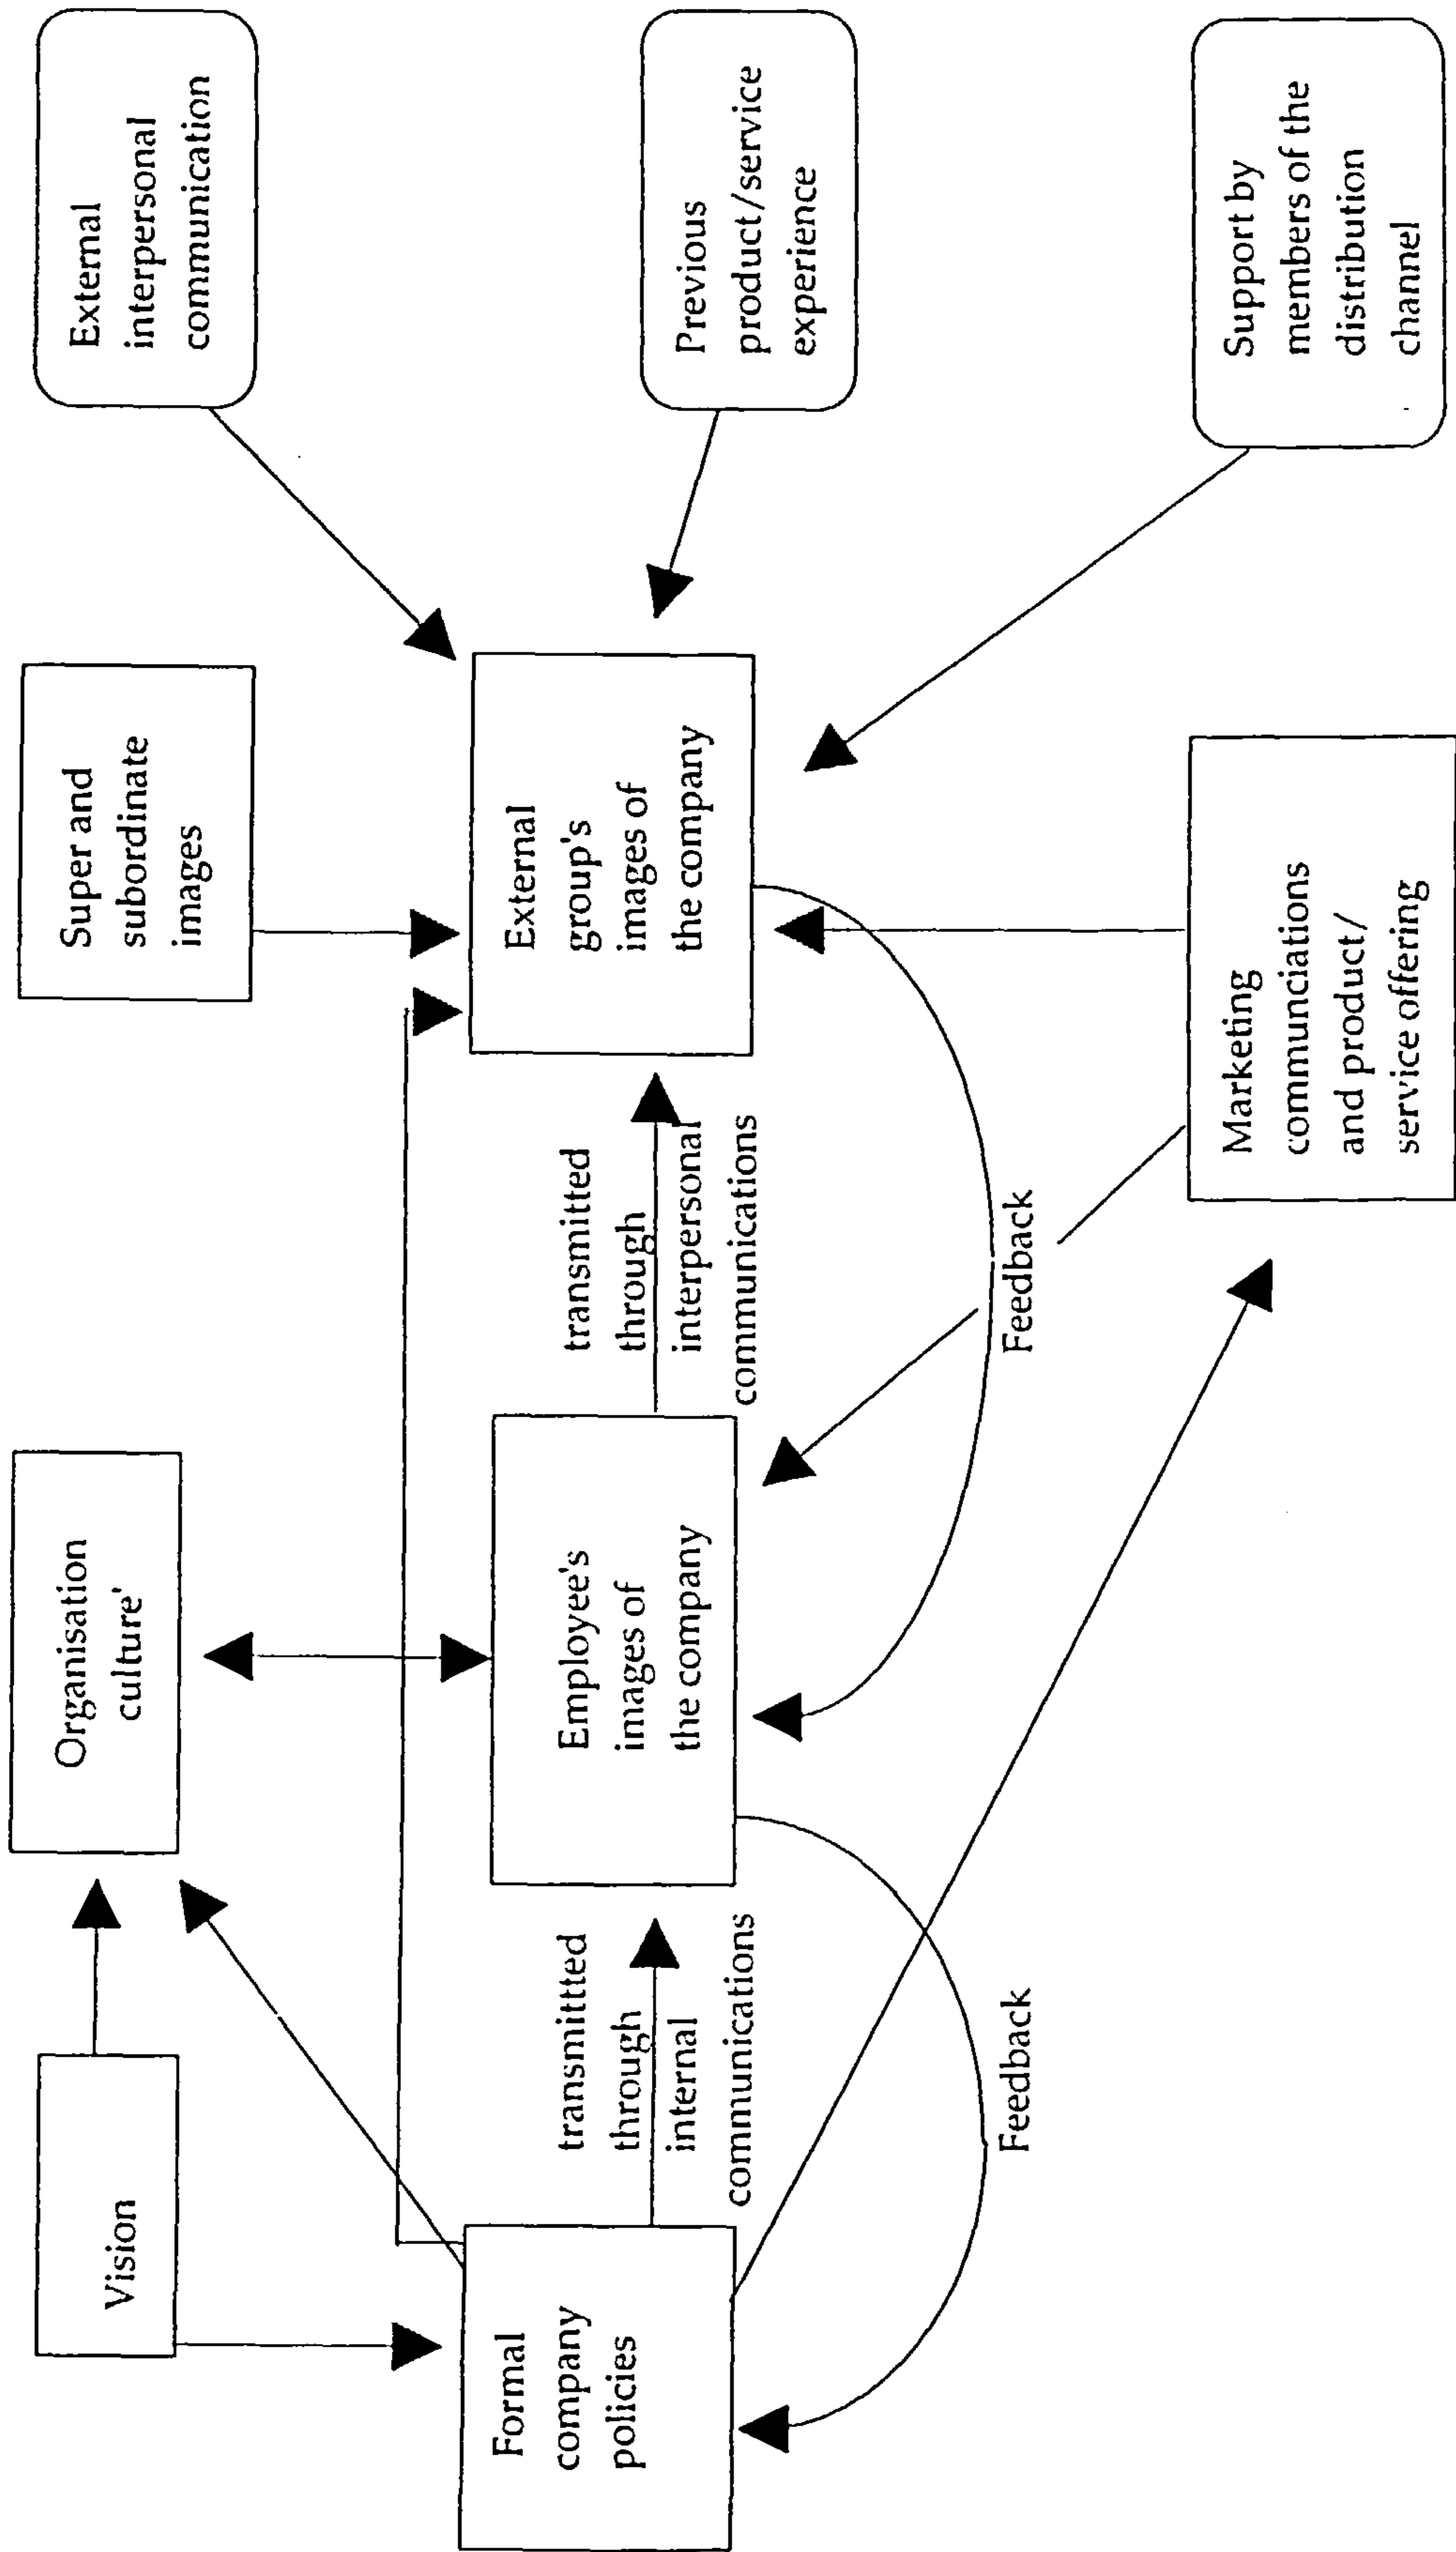 Vision
Organisation
culture'
Super and
subordinate
images
External
interpersonal
communication
Formal
company
policies
transmitted
through
internal
communications
Employee's
images of
the company
transmitted
through
interpersonal
communications
External
group's
images of
the company
Previous
product/service
experience
Feedback
Feedback
Marketing
communciations
and product/
service offering
Support by
members of the
distribution
channel